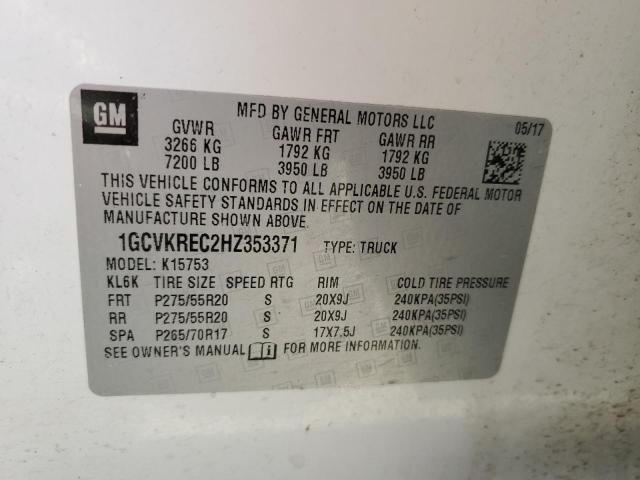 GM
MFD BY GENERAL MOTORS LLC
05/17
GVWR GAWR FRT GAWR RR
3266 KG 1792 KG 1792 KG
7200 LB 3950 LB 3950 LB
THIS VEHICLE CONFORMS TO ALL APPLICABLE U.S. FEDERAL MOTOR
VEHICLE SAFETY STANDARDS IN EFFECT ON THE DATE OF
MANUFACTURE SHOWN ABOVE.
1GCVKREC2HZ353371 TYPE: TRUCK
MODEL: K15753
KL6K TIRE SIZE SPEED RTG RIM COLD TIRE PRESSURE
FRT P275/55R20 S 20X9J 240KPA(35PSI)
RR P275/55R20 S 20X9J 240KPA(35PSI)
SPA P265/70R17 S 17X7.5J 240KPA(35PSI)
SEE OWNER'S MANUAL i FOR MORE INFORMATION.